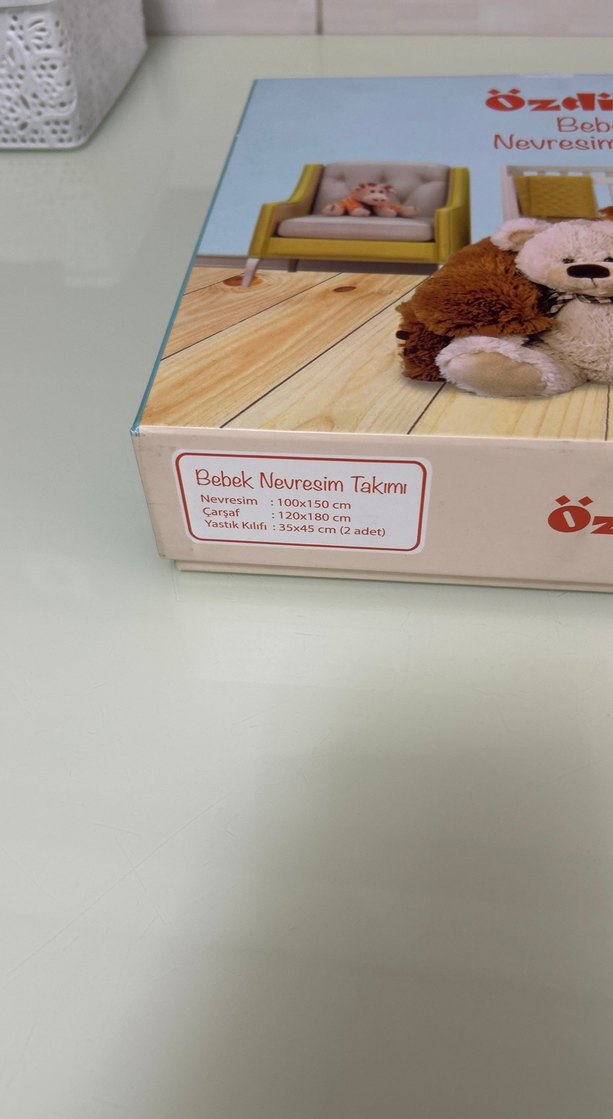 Bebek Nevresim Takımı
Nevresim : 100x150 cm
Çarşaf : 120x180 cm
Yastık Kılıfı : 35x45 cm (2 adet)
Nevresim